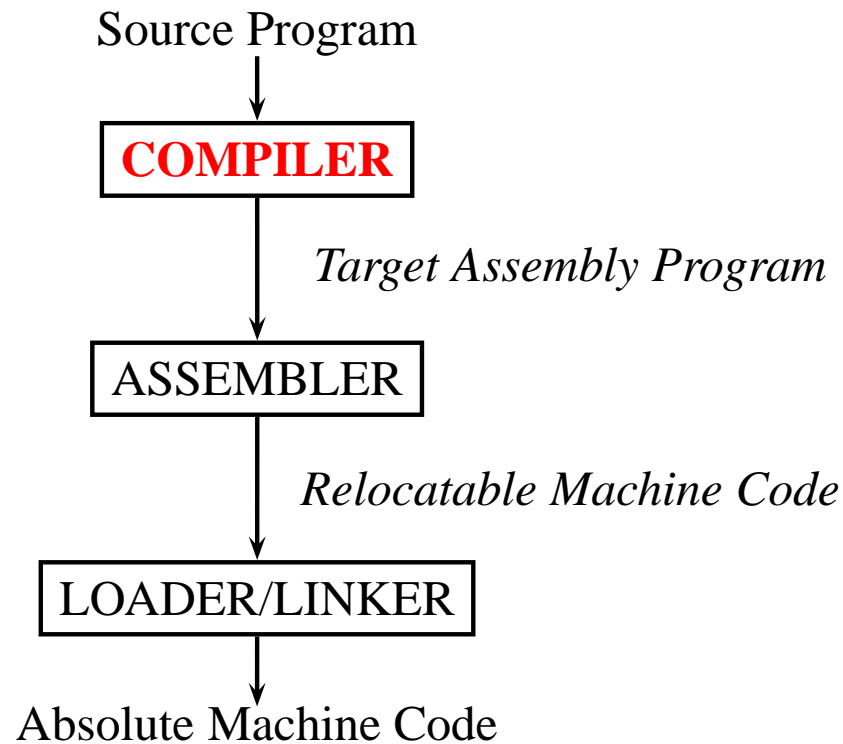 Source Program
COMPILER
Target Assembly Program
ASSEMBLER
Relocatable Machine Code
LOADER/LINKER
Absolute Machine Code